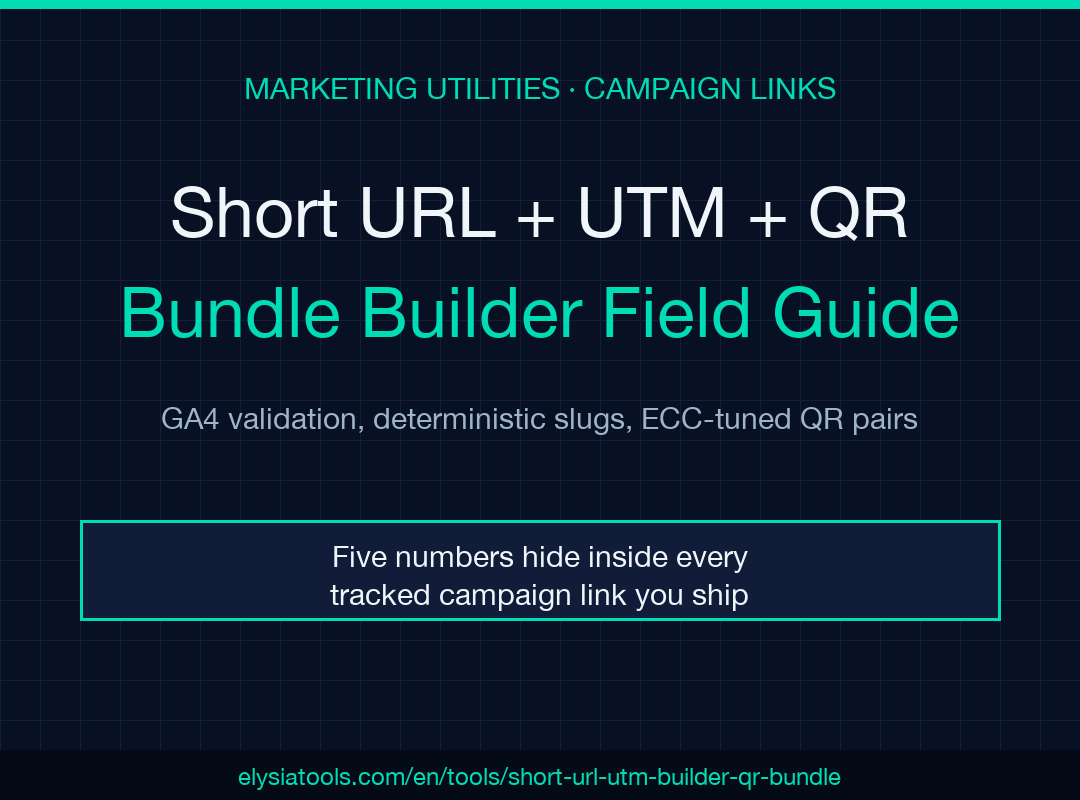 MARKETING UTILITIES · CAMPAIGN LINKS
Short URL + UTM + QR
Bundle Builder Field Guide
GA4 validation, deterministic slugs, ECC-tuned QR pairs
Five numbers hide inside every
tracked campaign link you ship
elysiatools.com/en/tools/short-url-utm-builder-qr-bundle